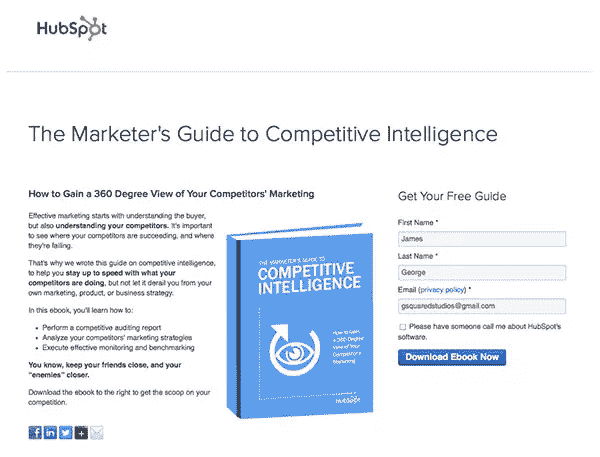 HubSpot
The Marketer's Guide to Competitive Intelligence
How to Gain a 360 Degree View of Your Competitors' Marketing
Effective marketing starts with understanding the buyer,
but also understanding your competitors. It's important
to see where your competitors are succeeding, and where
they're failing.
That's why we wrote this guide on competitive intelligence,
to help you stay up to speed with what your
competitors are doing, but not let it derail you from your
own marketing, product, or business strategy.
In this ebook, you'll learn how to:
• Perform a competitive auditing report
• Analyze your competitors' marketing strategies
• Execute effective monitoring and benchmarking
You know, keep your friends close, and your
"enemies" closer.
Download the ebook to the right to get the scoop on your
competition.
THE MARKETER'S GUIDE TO
COMPETITIVE
INTELLIGENCE
How to Gain
a 360-Degree
View of Your
Competitor's
Marketing
HubSpot
Get Your Free Guide
First Name *
James
Last Name *
George
Email (privacy policy) *
gsquaredstudios@gmail.com
Please have someone call me about HubSpot's
software.
Download Ebook Now